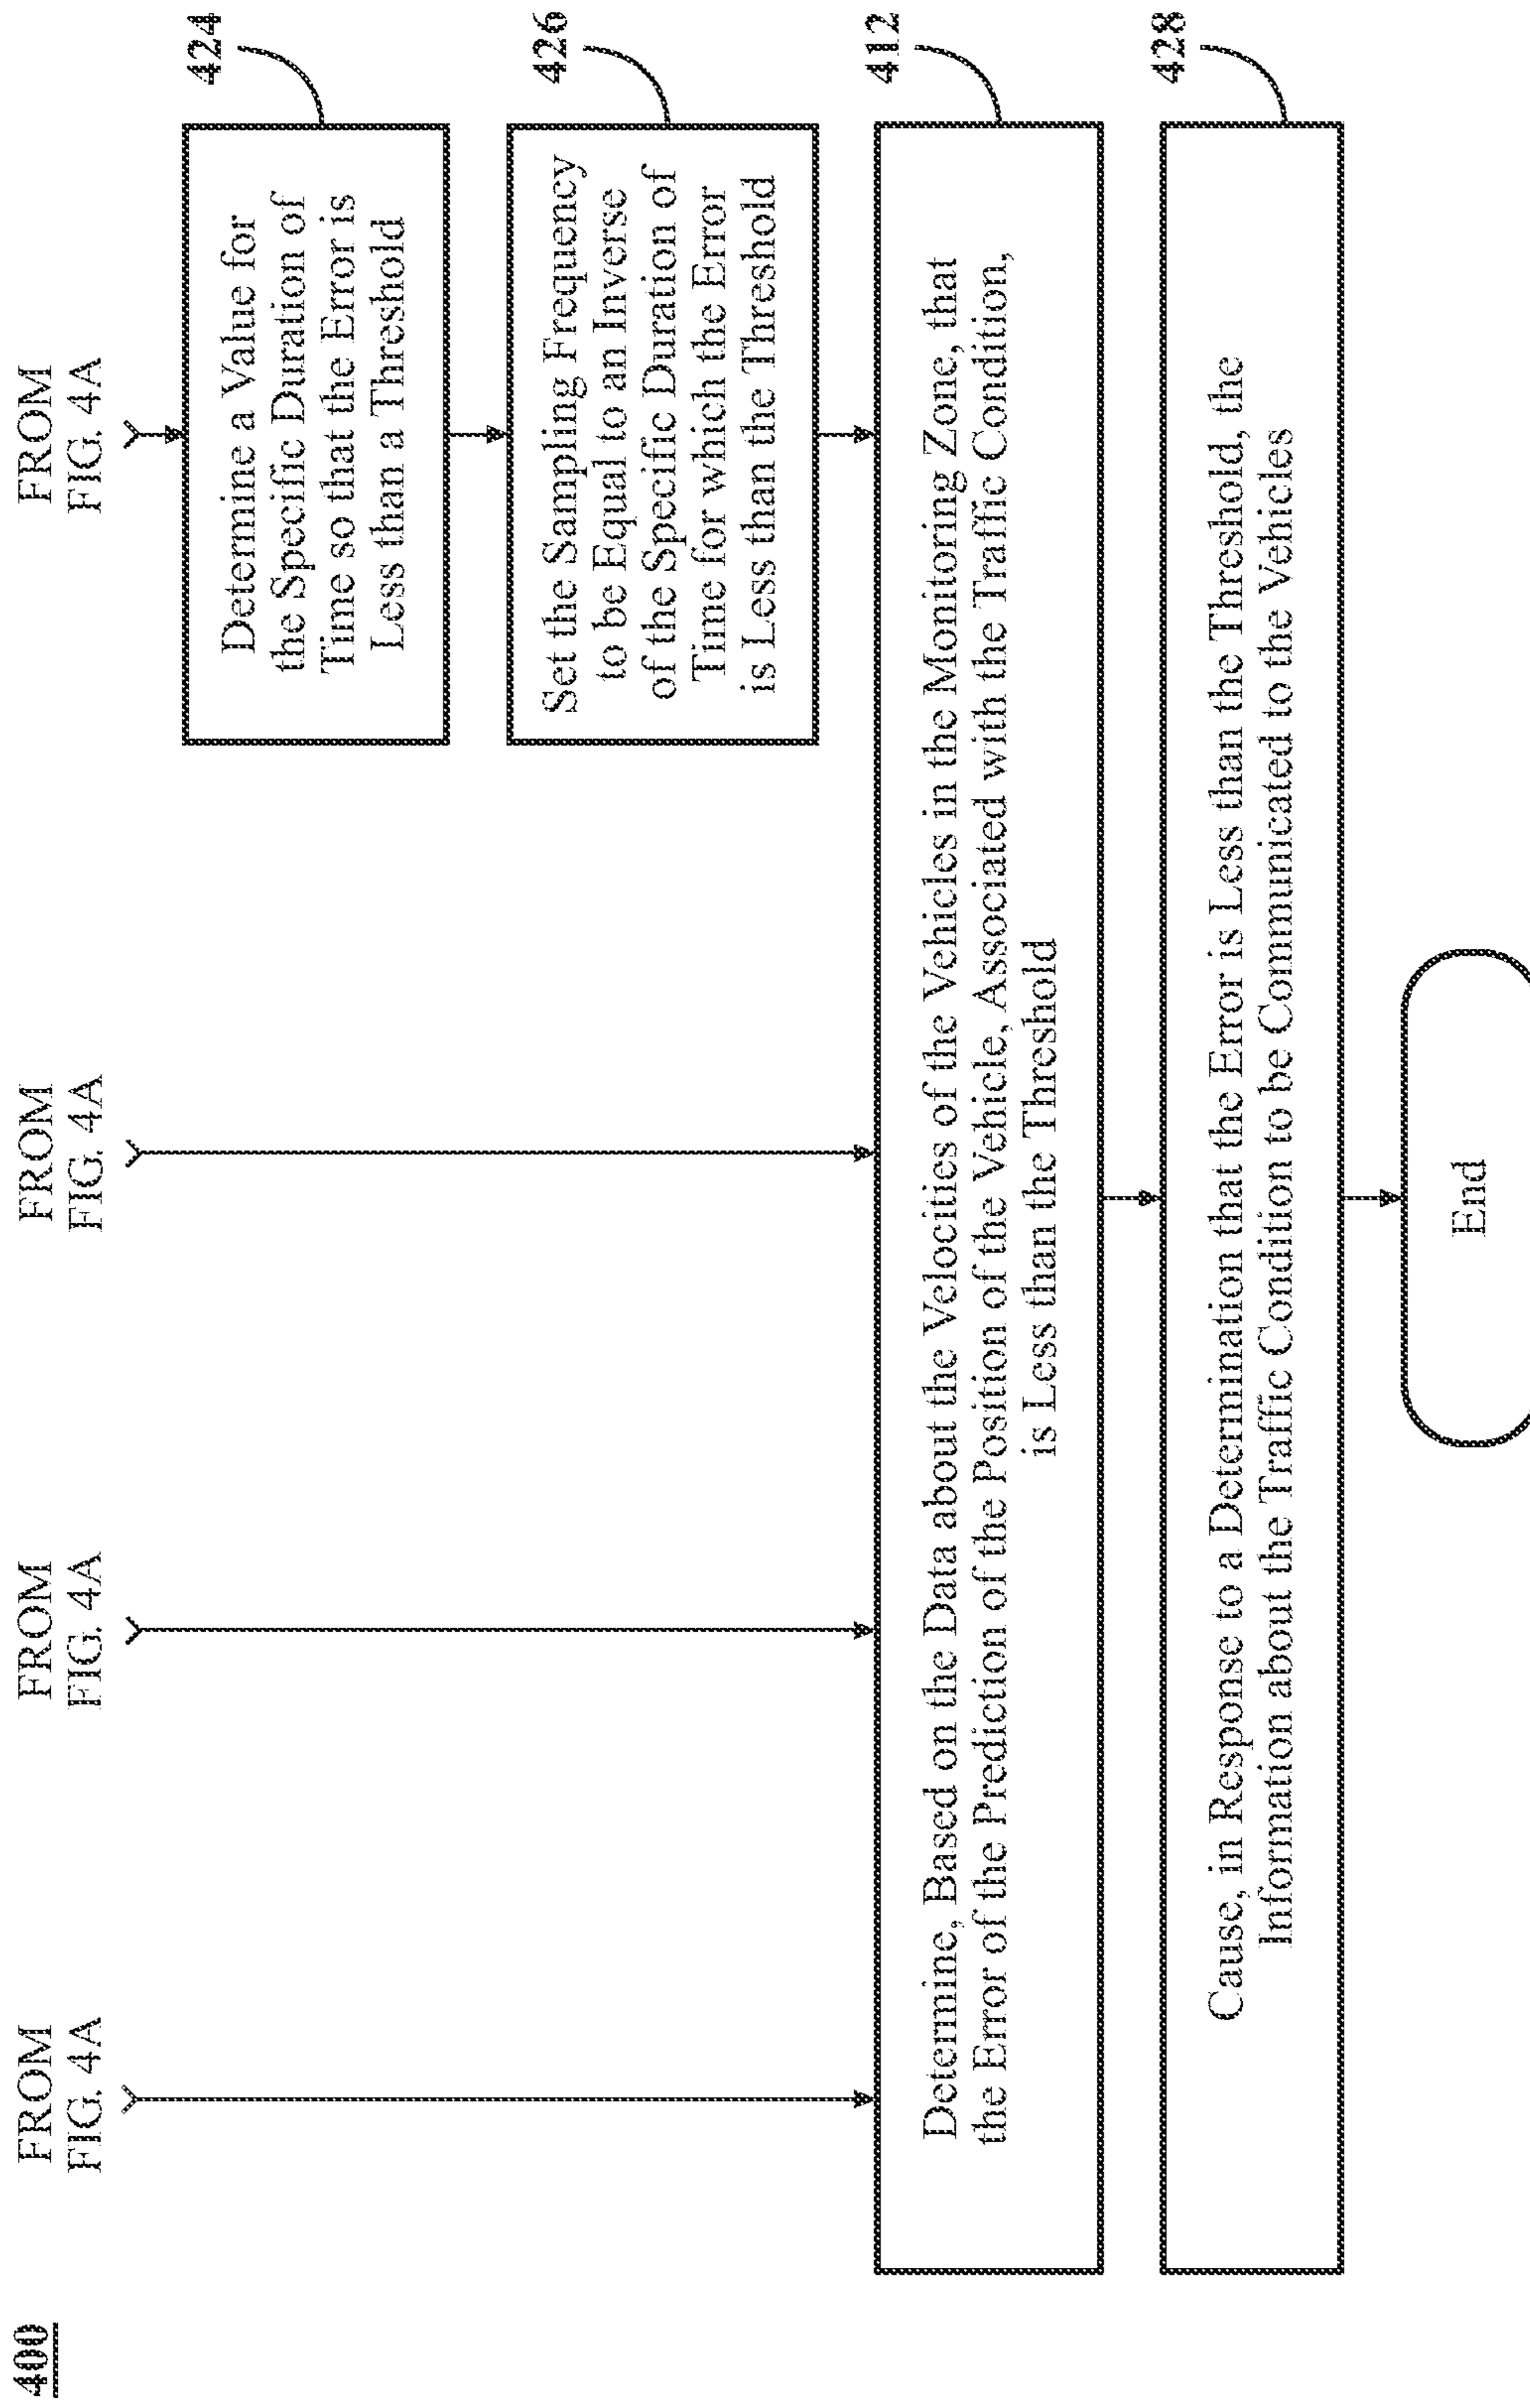 400
FROM
FIG. 4A
FROM
FIG. 4A
FROM
FIG. 4A
FROM
FIG. 4A
424
Determine a Value for
the Specific Duration of
Time so that the Error is
Less than a Threshold
426
Set the Sampling Frequency
to be Equal to an Inverse
of the Specific Duration of
Time for which the Error
is Less than the Threshold
412
Determine, Based on the Data about the Velocities of the Vehicles in the Monitoring Zone, that
the Error of the Prediction of the Position of the Vehicle, Associated with the Traffic Condition,
is Less than the Threshold
428
Cause, in Response to a Determination that the Error is Less than the Threshold, the
Information about the Traffic Condition to be Communicated to the Vehicles
End